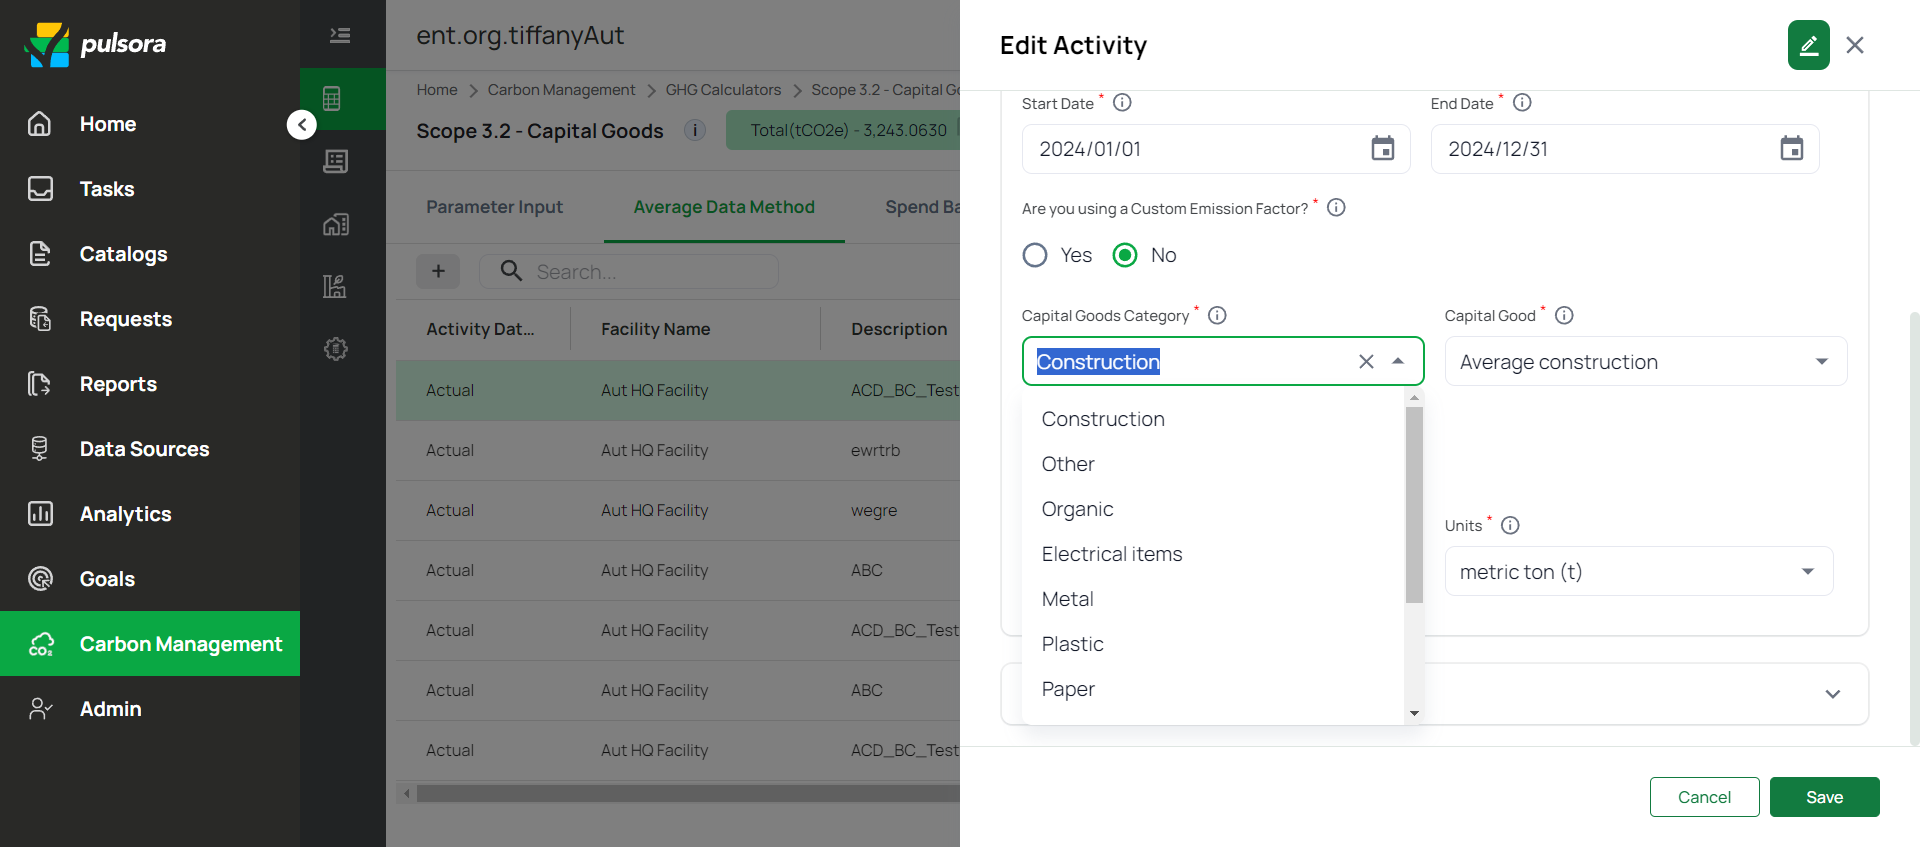 pulsora
Home
Tasks
Catalogs
Requests
Reports
Data Sources
Analytics
Goals
Carbon Management
Admin
ent.org.tiffanyAut
Home > Carbon Management > GHG Calculators > Scope 3.2 - Capital Go
Scope 3.2 - Capital Goods
Total(tCO2e) - 3,243.0630
Parameter Input
Average Data Method
Spend Ba
+
Search...
Activity Dat... Facility Name Description
Actual Aut HQ Facility ACD_BC_Test
Actual Aut HQ Facility ewrtrb
Actual Aut HQ Facility wegre
Actual Aut HQ Facility ABC
Actual Aut HQ Facility ACD_BC_Test
Actual Aut HQ Facility ABC
Actual Aut HQ Facility ACD_BC_Test
Edit Activity
Start Date *
End Date *
2024/01/01
2024/12/31
Are you using a Custom Emission Factor? *
Yes
No
Capital Goods Category *
Capital Good *
Construction
Average construction
Construction
Other
Organic
Electrical items
Metal
Plastic
Paper
Units *
metric ton (t)
Cancel
Save